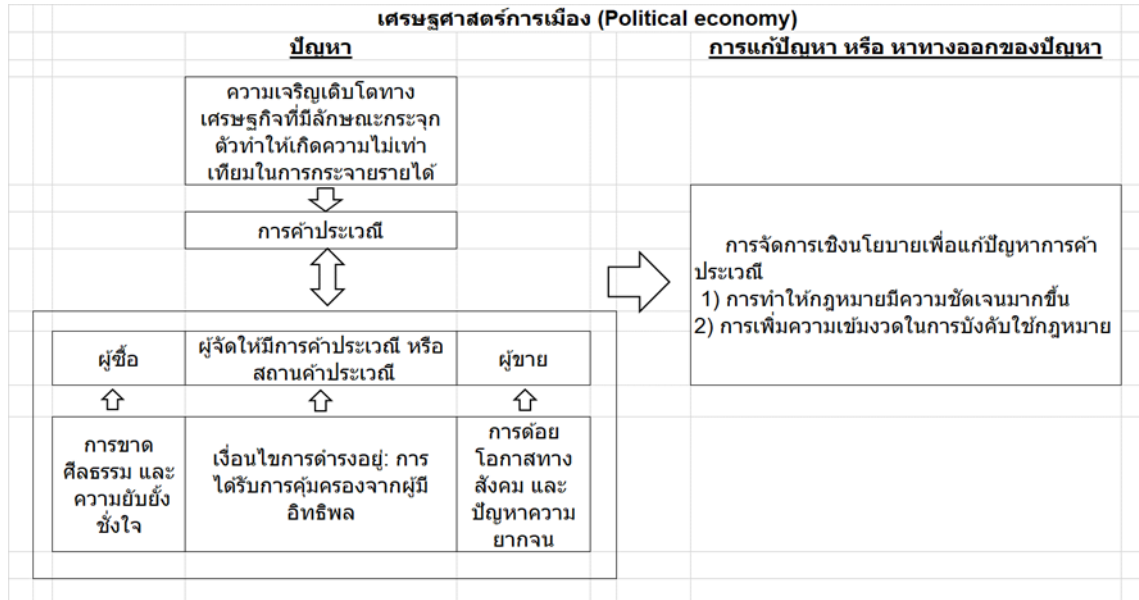 เศรษฐศาสตร์การเมือง (Political economy)
ปัญหา
การแก้ปัญหา หรือ หาทางออกของปัญหา
ความเจริญเติบโตทาง
เศรษฐกิจที่มีลักษณะกระจุก
ตัวทำให้เกิดความไม่เท่า
เทียมในการกระจายรายได้
การค้าประเวณี
ผู้ซื้อ
ผู้จัดให้มีการค้าประเวณี หรือ
สถานค้าประเวณี
ผู้ขาย
การขาด
ศีลธรรม และ
ความยับยั้ง
ชั่งใจ
เงื่อนไขการดำรงอยู่: การ
ได้รับการคุ้มครองจากผู้มี
อิทธิพล
การด้อย
โอกาสทาง
สังคม และ
ปัญหาความ
ยากจน
การจัดการเชิงนโยบายเพื่อแก้ปัญหาการค้า
ประเวณี
1) การทำให้กฎหมายมีความชัดเจนมากขึ้น
2) การเพิ่มความเข้มงวดในการบังคับใช้กฎหมาย